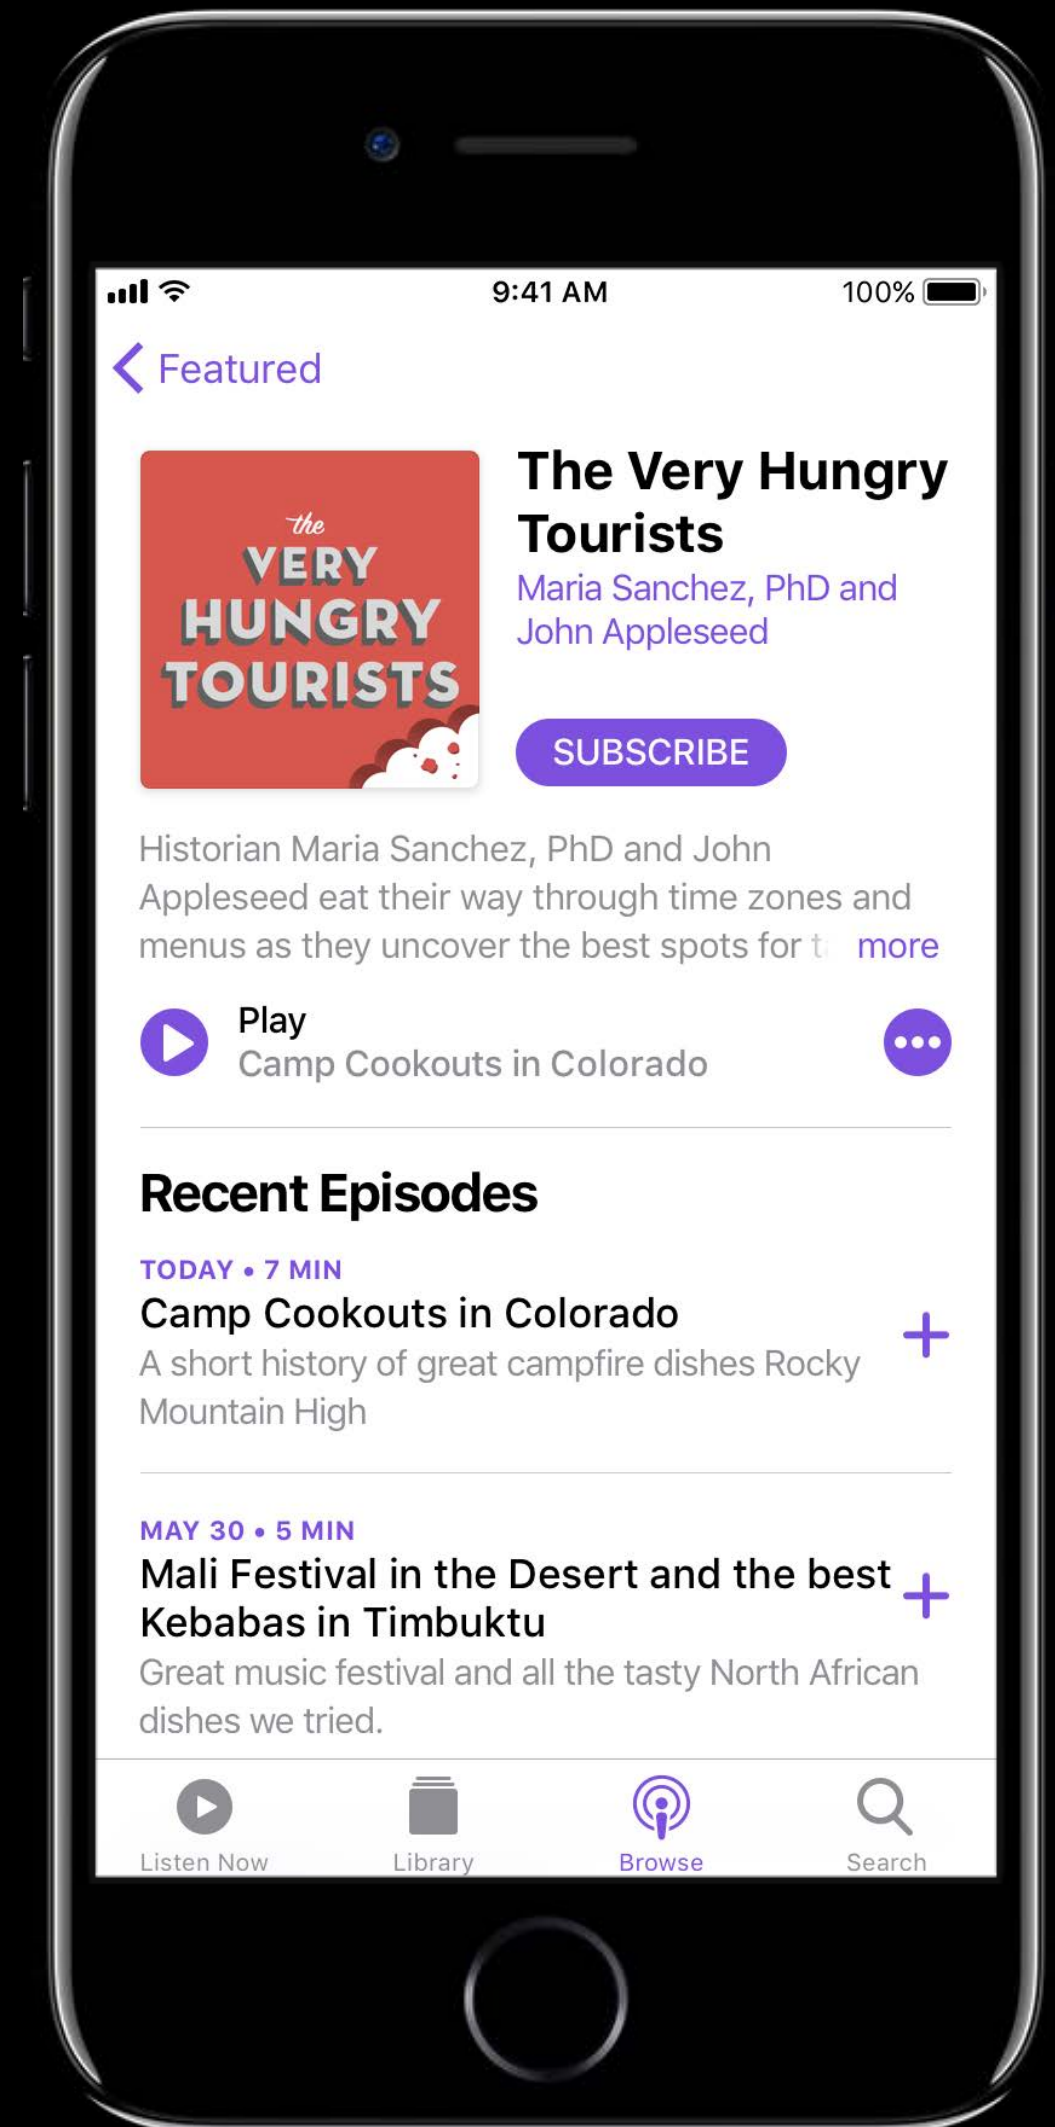 9:41 AM
100%
Featured
the
VERY
HUNGRY
TOURISTS
The Very Hungry
Tourists
Maria Sanchez, PhD and
John Appleseed
SUBSCRIBE
Historian Maria Sanchez, PhD and John
Appleseed eat their way through time zones and
menus as they uncover the best spots for more
Play
Camp Cookouts in Colorado
Recent Episodes
TODAY • 7 MIN
Camp Cookouts in Colorado
A short history of great campfire dishes Rocky
Mountain High
MAY 30 • 5 MIN
Mali Festival in the Desert and the best
Kebabas in Timbuktu
Great music festival and all the tasty North African
dishes we tried.
Listen Now
Library
Browse
Search